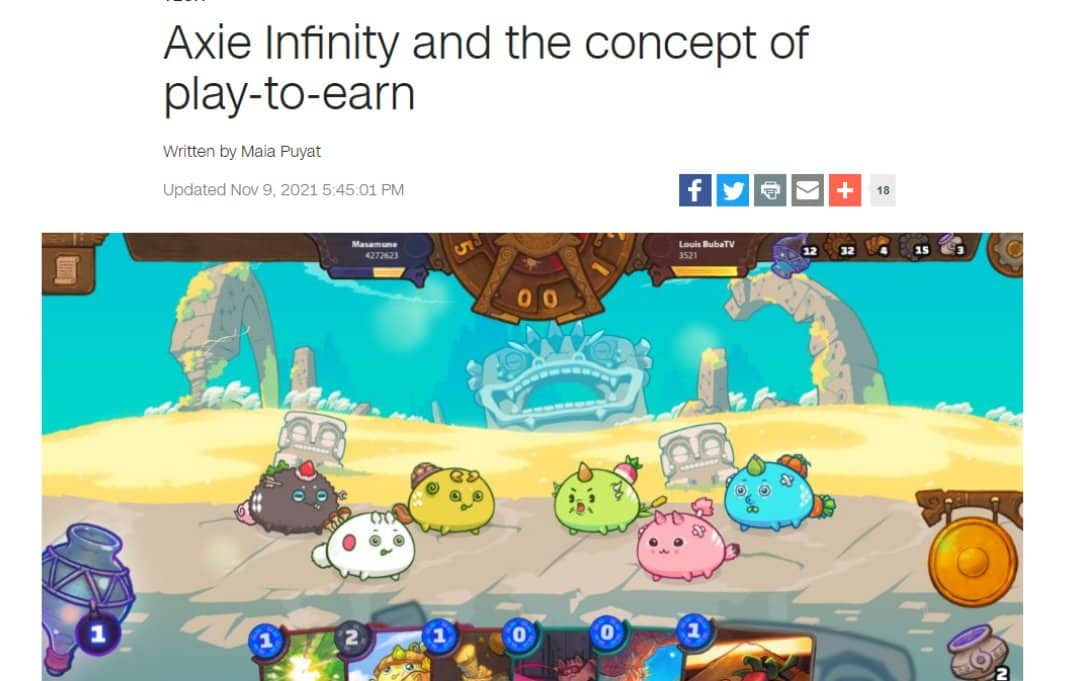 Axie Infinity and the concept of
play-to-earn
Written by Maia Puyat
Updated Nov 9, 2021 5:45:01 PM
18
Masamune
4272623
Louis BubaTV
3521
12 32 4 15 3
00
1
1 2 1 0 0 1
2